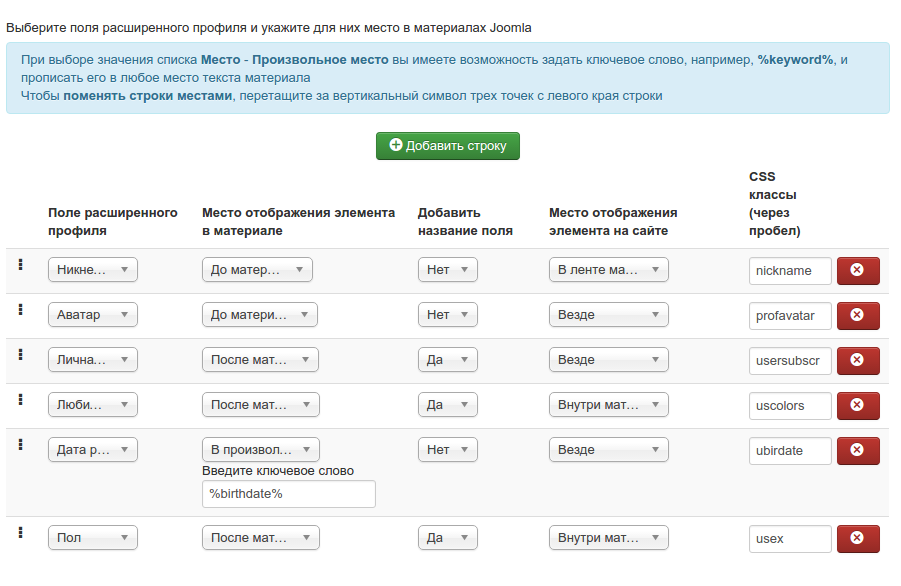 Выберите поля расширенного профиля и укажите для них место в материалах Joomla
При выборе значения списка Место - Произвольное место вы имеете возможность задать ключевое слово, например, %keyword%, и
прописать его в любое место текста материала
Чтобы поменять строки местами, перетащите за вертикальный символ трех точек с левого края строки
Добавить строку
Поле расширенного профиля
Место отображения элемента в материале
Добавить название поля
Место отображения элемента на сайте
CSS классы (через пробел)
Никне... До матер... Нет В ленте ма... nickname
Аватар До матери... Нет Везде profavatar
Лична... После мат... Да Везде usersubscr
Люби... После мат... Да Внутри мат... uscolors
Дата р... В произвол... Нет Везде ubirdate
Введите ключевое слово
%birthdate%
Пол После мат... Да Внутри мат... usex